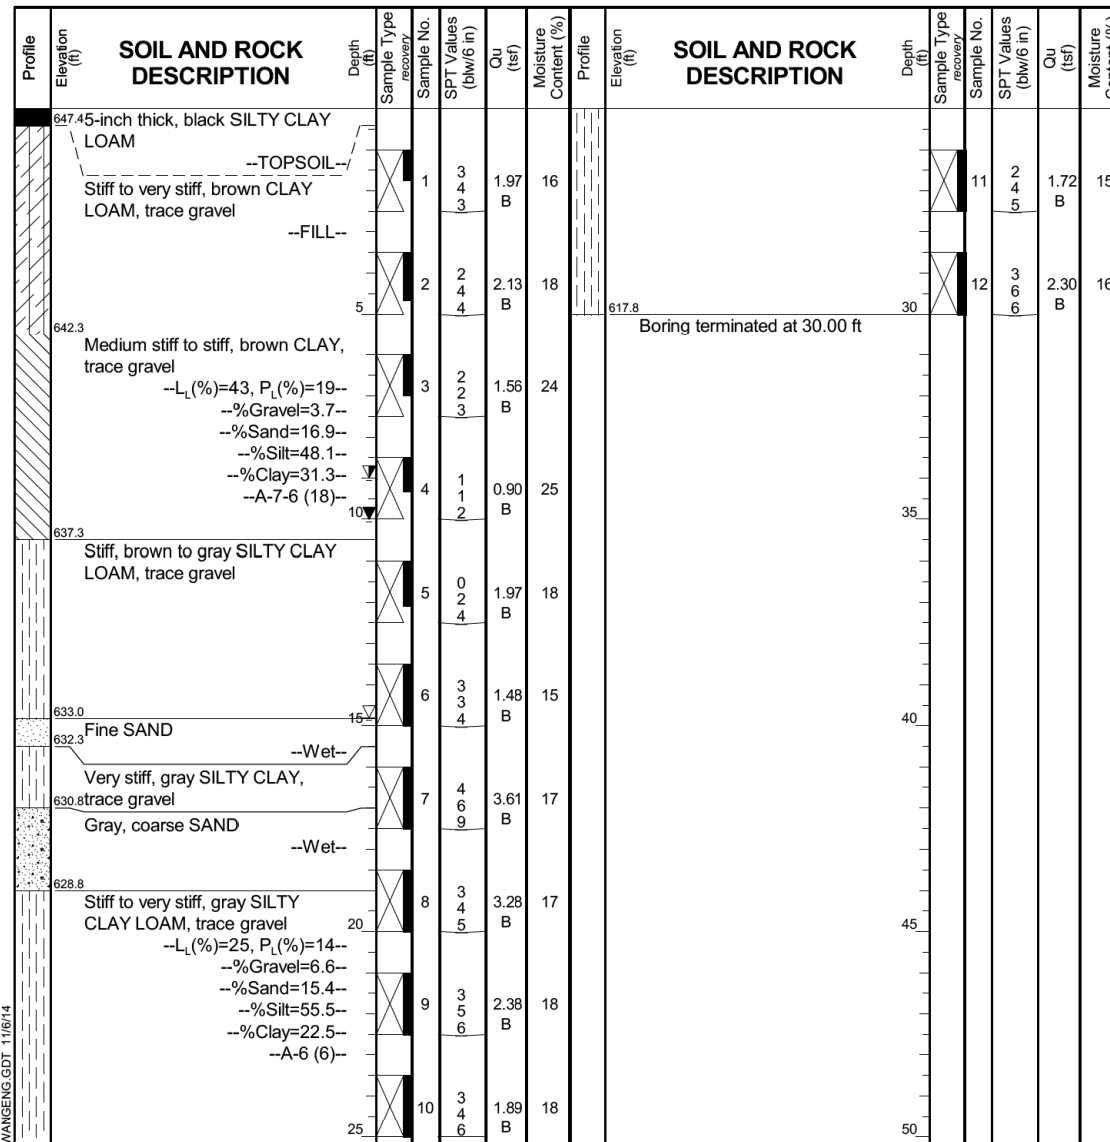 Profile
Elevation
(ft)
SOIL AND ROCK
DESCRIPTION
Depth
(ft)
Sample Type
recovery
Sample No.
SPT Values
(blw/6 in)
Qu
(tsf)
Moisture
Content (%)
647.4
5-inch thick, black SILTY CLAY
LOAM
--TOPSOIL--
Stiff to very stiff, brown CLAY
LOAM, trace gravel
--FILL--
1
3
4
3
1.97
B
16
2
2
4
4
2.13
B
18
5
642.3
Medium stiff to stiff, brown CLAY,
trace gravel
--LL(%)=43, PL(%)=19--
--%Gravel=3.7--
--%Sand=16.9--
--%Silt=48.1--
--%Clay=31.3--
--A-7-6 (18)--
3
2
2
3
1.56
B
24
4
1
1
2
0.90
B
25
10
637.3
Stiff, brown to gray SILTY CLAY
LOAM, trace gravel
5
0
2
4
1.97
B
18
6
3
3
4
1.48
B
15
15
633.0
Fine SAND
632.3
--Wet--
Very stiff, gray SILTY CLAY,
trace gravel
630.8
7
4
6
9
3.61
B
17
Gray, coarse SAND
--Wet--
628.8
Stiff to very stiff, gray SILTY
CLAY LOAM, trace gravel
8
3
4
5
3.28
B
17
20
--LL(%)=25, PL(%)=14--
--%Gravel=6.6--
--%Sand=15.4--
--%Silt=55.5--
--%Clay=22.5--
--A-6 (6)--
9
3
5
6
2.38
B
18
10
3
4
6
1.89
B
18
25
WANGENG.GDT 11/6/14
Profile
Elevation
(ft)
SOIL AND ROCK
DESCRIPTION
Depth
(ft)
Sample Type
recovery
Sample No.
SPT Values
(blw/6 in)
Qu
(tsf)
Moisture
Content (%)
11
2
4
5
1.72
B
15
12
3
6
6
2.30
B
16
617.8
30
Boring terminated at 30.00 ft
35
40
45
50